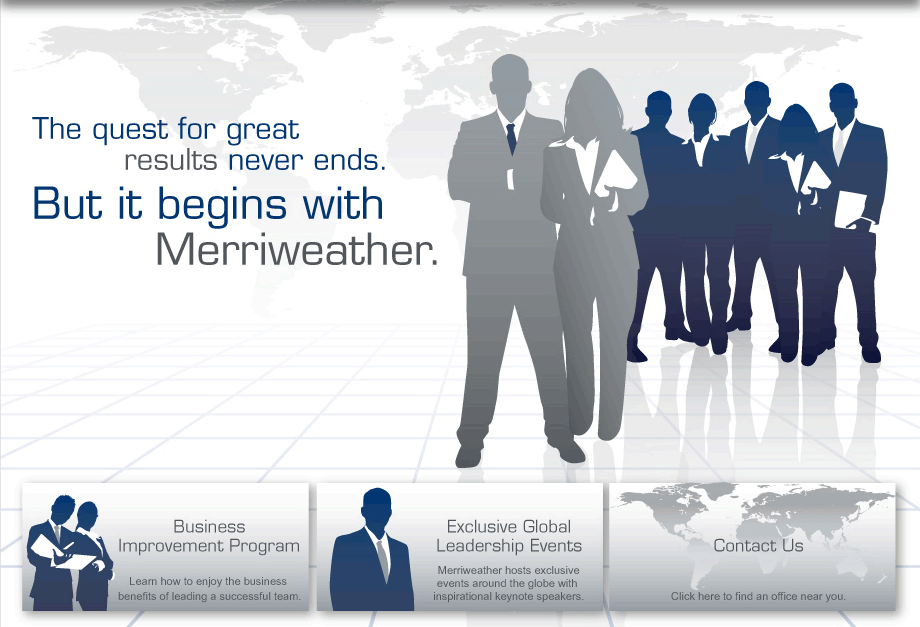 The quest for great
results never ends.
But it begins with
Merriweather.
Business
Improvement Program
Learn how to enjoy the business
benefits of leading a successful team.
Exclusive Global
Leadership Events
Merriweather hosts exclusive
events around the globe with
inspirational keynote speakers.
Contact Us
Click here to find an office near you.